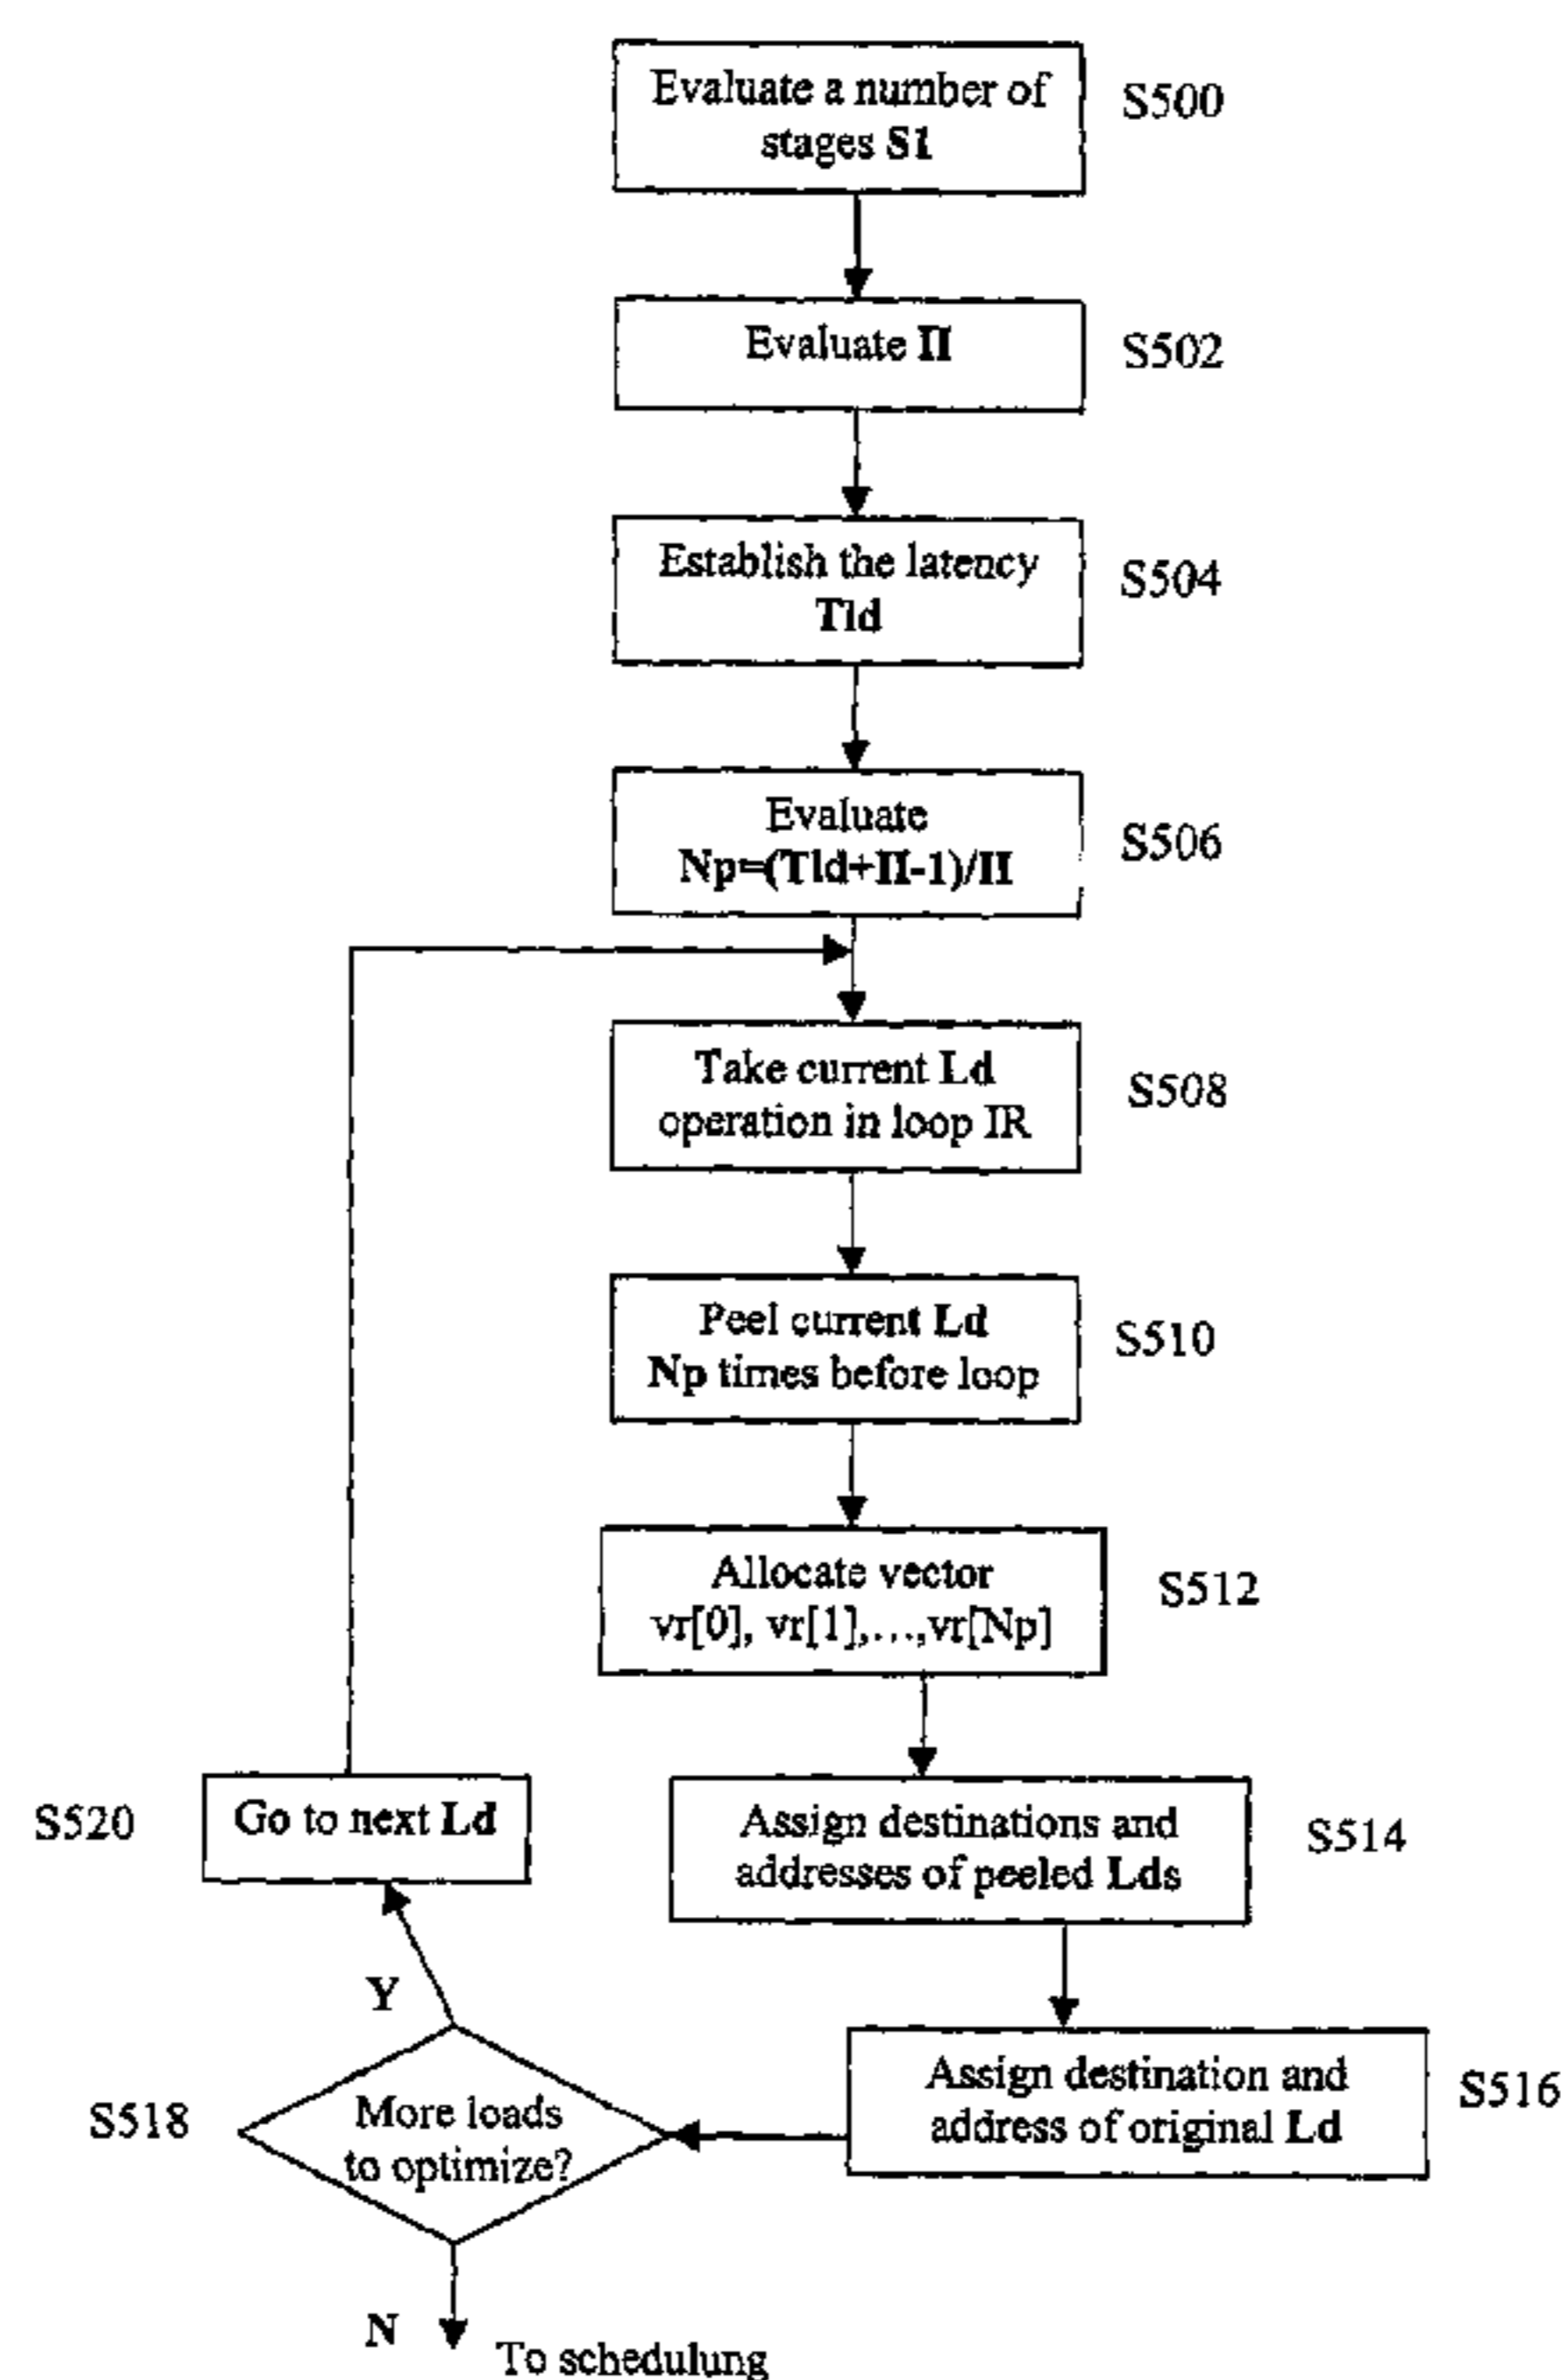 Evaluate a number of
stages S1
S500
Evaluate II
S502
Establish the latency
Tld
S504
Evaluate
Np=(Tld+II-1)/II
S506
Take current Ld
operation in loop IR
S508
Peel current Ld
Np times before loop
S510
Allocate vector
vr[0], vr[1],...,vr[Np]
S512
Assign destinations and
addresses of peeled Lds
S514
Assign destination and
address of original Ld
S516
More loads
to optimize?
S518
Y
Go to next Ld
S520
N
To schedulung